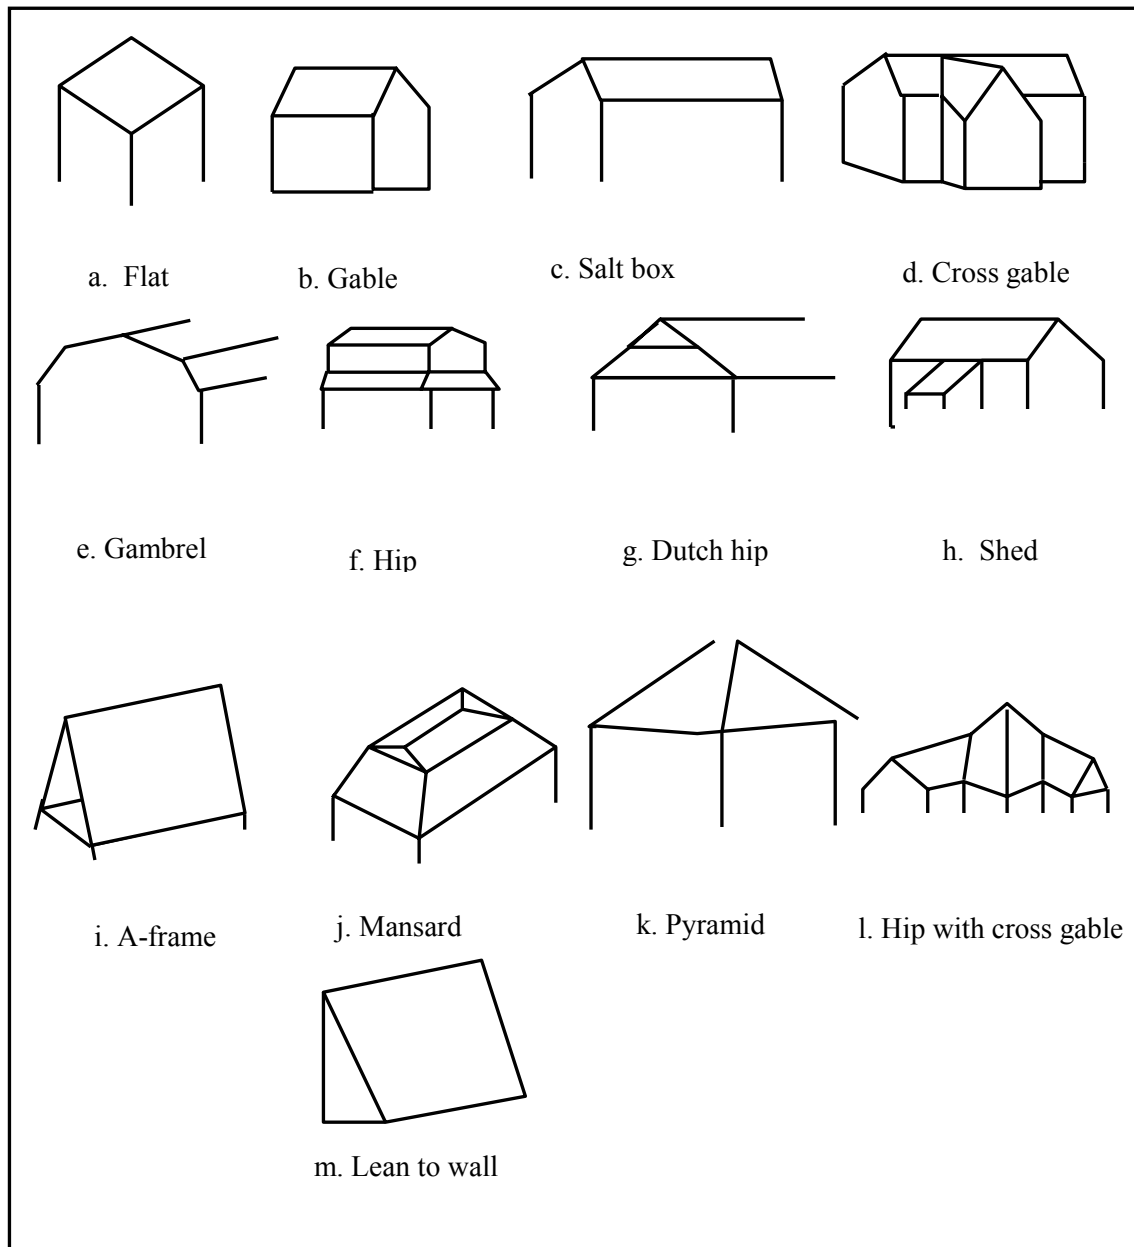 a. Flat
b. Gable
c. Salt box
d. Cross gable
e. Gambrel
f. Hip
g. Dutch hip
h. Shed
i. A-frame
j. Mansard
k. Pyramid
l. Hip with cross gable
m. Lean to wall